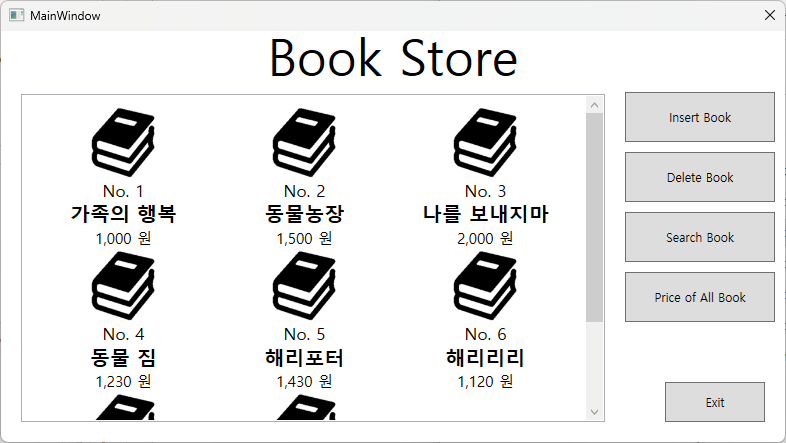 MainWindow
Book Store
No. 1
가족의 행복
1,000 원
No. 2
동물농장
1,500 원
No. 3
나를 보내지마
2,000 원
No. 4
동물 짐
1,230 원
No. 5
해리포터
1,430 원
No. 6
해리리리
1,120 원
Insert Book
Delete Book
Search Book
Price of All Book
Exit